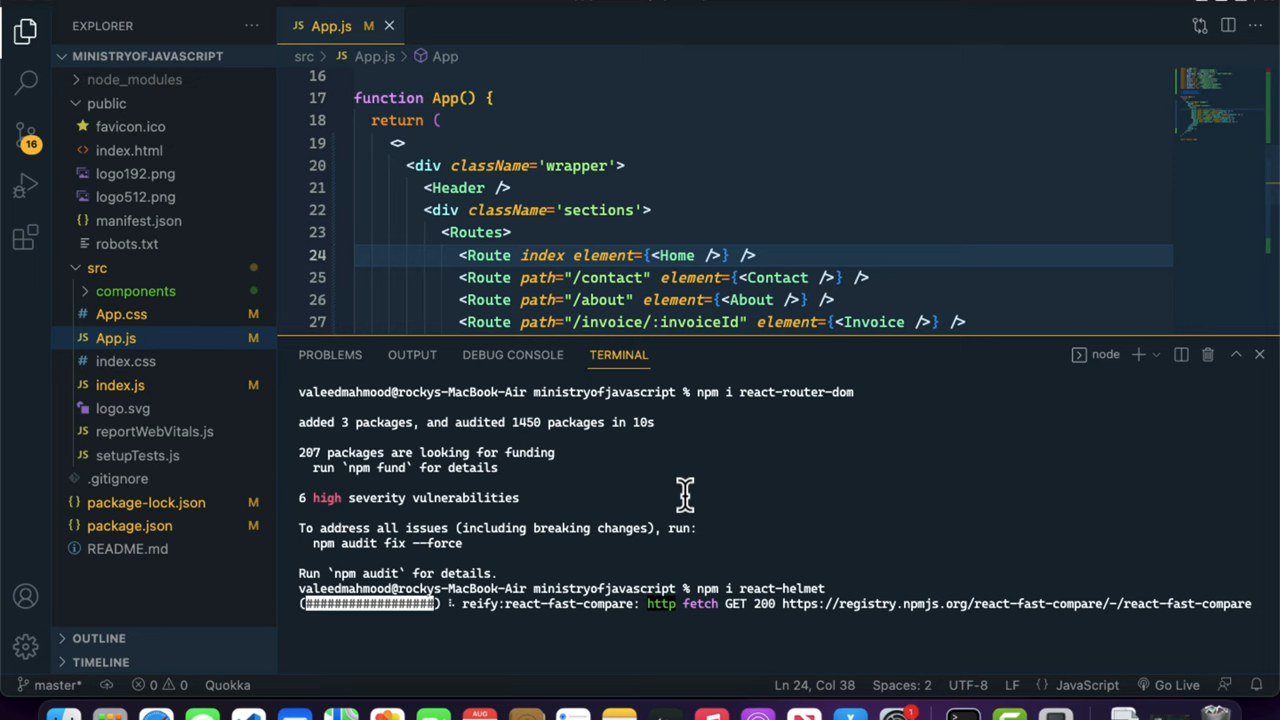 EXPLORER
MINISTRYOFJAVASCRIPT
node_modules
public
favicon.ico
index.html
logo192.png
logo512.png
manifest.json
robots.txt
src
components
App.css M
App.js M
index.css
index.js M
logo.svg
reportWebVitals.js
setupTests.js
.gitignore
package-lock.json M
package.json M
README.md
OUTLINE
TIMELINE
16
JS App.js M
src > JS App.js > App
16
17 function App() {
18 return (
19 <>
20 <div className='wrapper'>
21 <Header />
22 <div className='sections'>
23 <Routes>
24 <Route index element={<Home />} />
25 <Route path="/contact" element={<Contact />} />
26 <Route path="/about" element={<About />} />
27 <Route path="/invoice/:invoiceId" element={<Invoice />} />
PROBLEMS OUTPUT DEBUG CONSOLE TERMINAL node
valeedmahmood@rockys-MacBook-Air ministryofjavascript % npm i react-router-dom
added 3 packages, and audited 1450 packages in 10s
207 packages are looking for funding
run `npm fund` for details
6 high severity vulnerabilities
To address all issues (including breaking changes), run:
npm audit fix --force
Run `npm audit` for details.
valeedmahmood@rockys-MacBook-Air ministryofjavascript % npm i react-helmet
(##################) ⠧ reify:react-fast-compare: http fetch GET 200 https://registry.npmjs.org/react-fast-compare/-/react-fast-compare
master* 0 0 Quokka Ln 24, Col 38 Spaces: 2 UTF-8 LF {} JavaScript Go Live
AUG 1